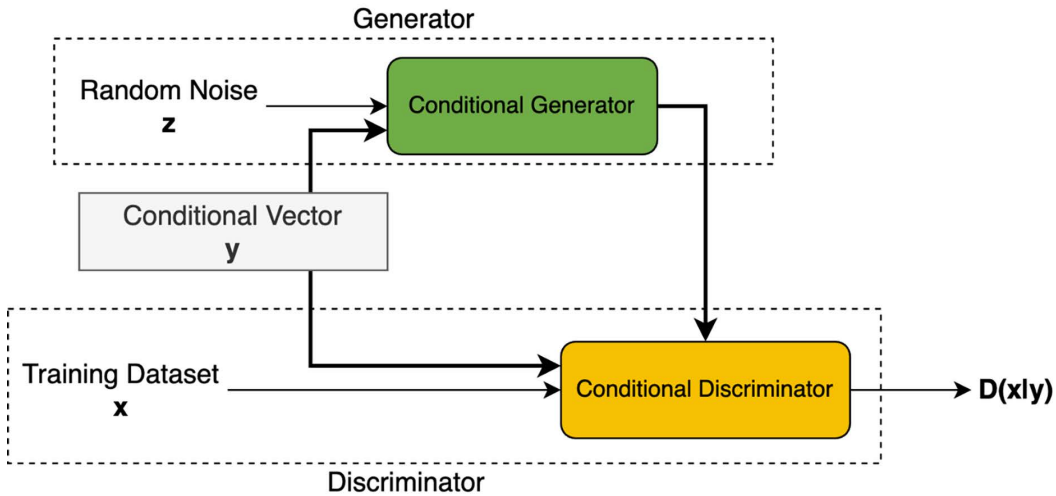 Generator
Random Noise
z
Conditional Generator
Conditional Vector
y
Training Dataset
x
Conditional Discriminator
D(x|y)
Discriminator